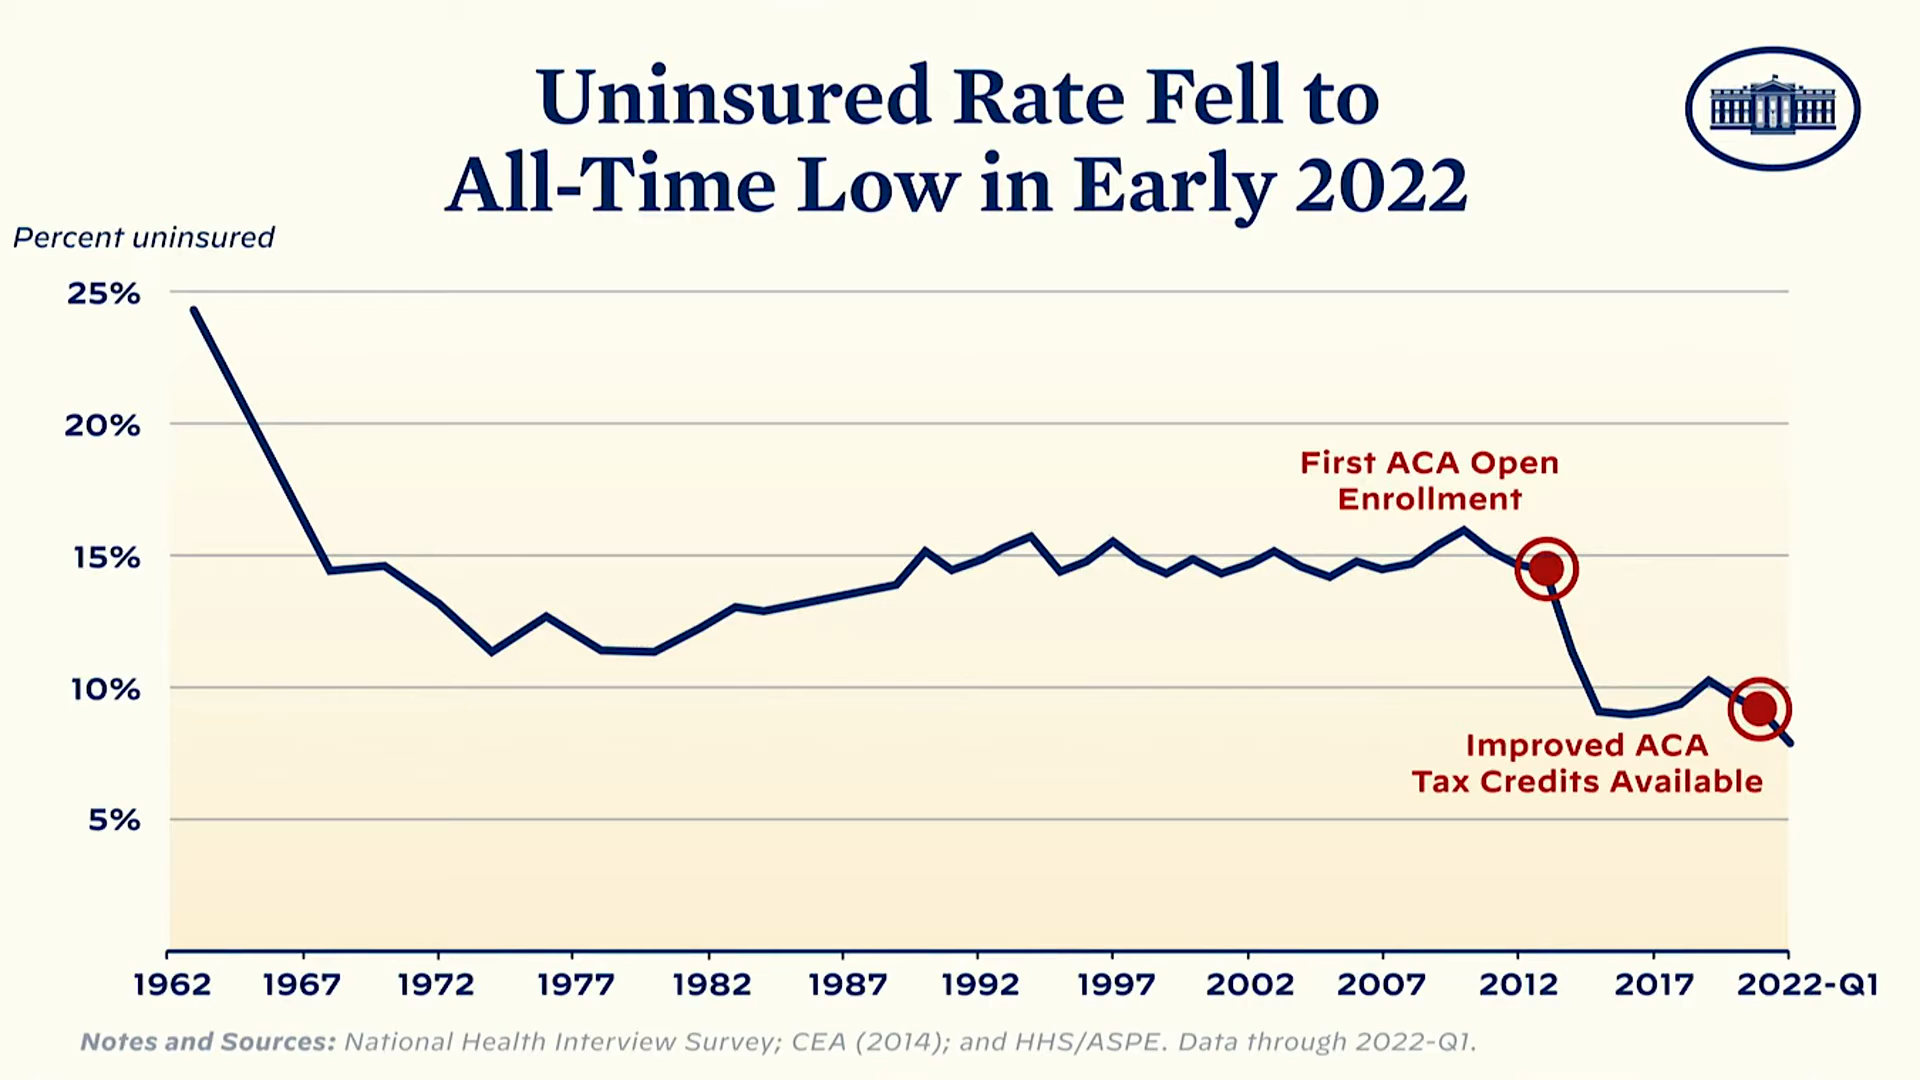 Uninsured Rate Fell to
All-Time Low in Early 2022
Percent uninsured
25%
20%
15%
10%
5%
First ACA Open
Enrollment
Improved ACA
Tax Credits Available
1962 1967 1972 1977 1982 1987 1992 1997 2002 2007 2012 2017 2022-Q1
Notes and Sources: National Health Interview Survey; CEA (2014); and HHS/ASPE. Data through 2022-Q1.